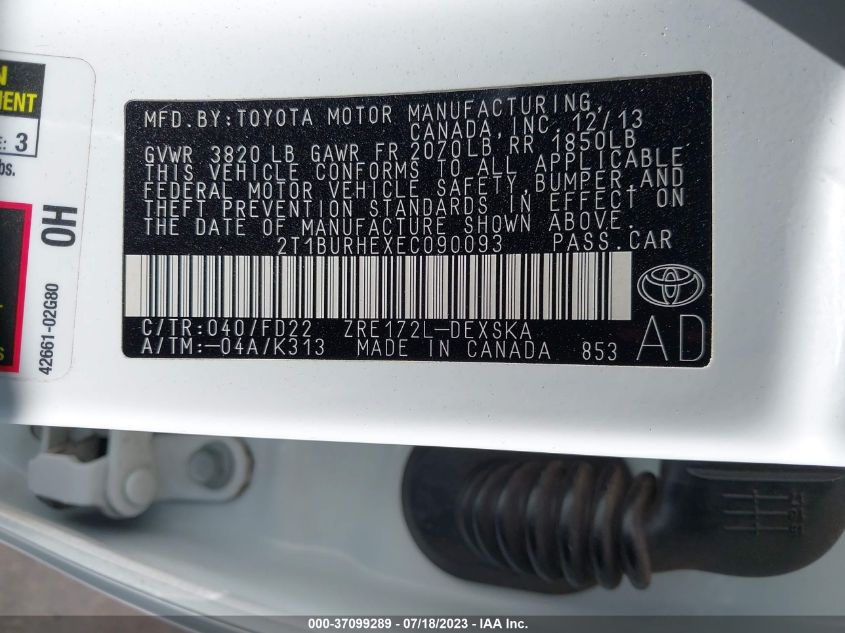 N
MENT
E: 3
bs.
OH
42661-02G80
MFD.BY:TOYOTA MOTOR MANUFACTURING,
CANADA,INC. 12/13
GVWR 3820 LB GAWR FR 2070LB, RR 1850LB
THIS VEHICLE CONFORMS TO ALL APPLICABLE
FEDERAL MOTOR VEHICLE SAFETY,BUMPER,AND
THEFT PREVENTION STANDARDS IN EFFECT ON
THE DATE OF MANUFACTURE SHOWN ABOVE.
2T1BURHEXEC090093 PASS.CAR
C/TR:040/FD22 ZRE172L-DEXSKA
A/TM:-04A/K313 MADE IN CANADA 853
AD
000-37099289 - 07/18/2023 - IAA Inc.